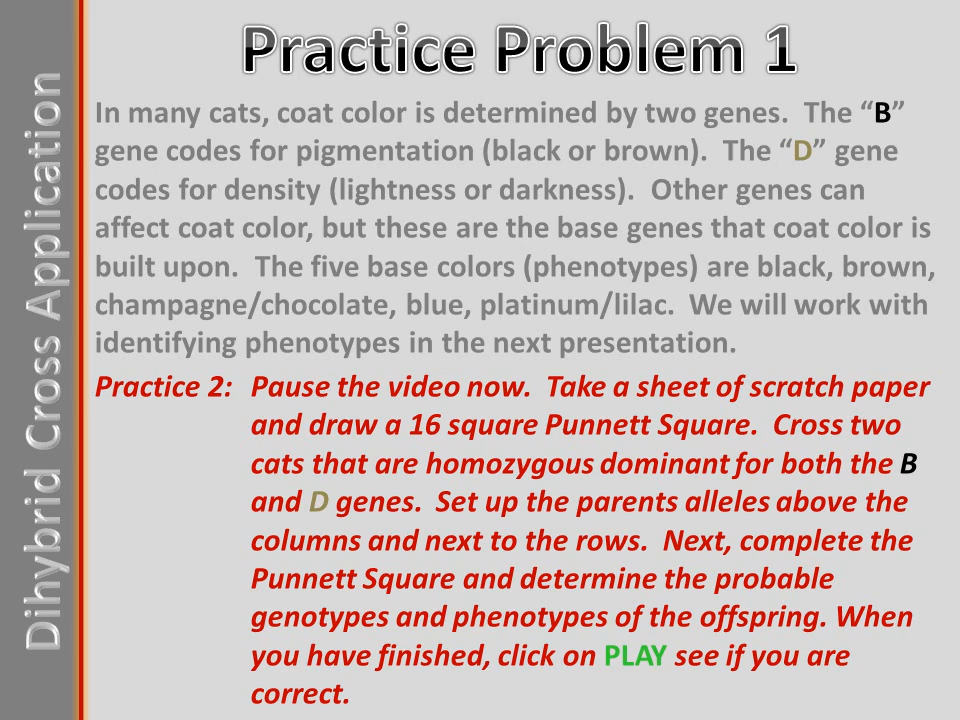 Practice Problem 1
Dihybrid Cross Application
In many cats, coat color is determined by two genes.  The “B”
gene codes for pigmentation (black or brown).  The “D” gene
codes for density (lightness or darkness).  Other genes can
affect coat color, but these are the base genes that coat color is
built upon.  The five base colors (phenotypes) are black, brown,
champagne/chocolate, blue, platinum/lilac.  We will work with
identifying phenotypes in the next presentation.
Practice 2:  Pause the video now.  Take a sheet of scratch paper
and draw a 16 square Punnett Square.  Cross two
cats that are homozygous dominant for both the B
and D genes.  Set up the parents alleles above the
columns and next to the rows.  Next, complete the
Punnett Square and determine the probable
genotypes and phenotypes of the offspring. When
you have finished, click on PLAY see if you are
correct.